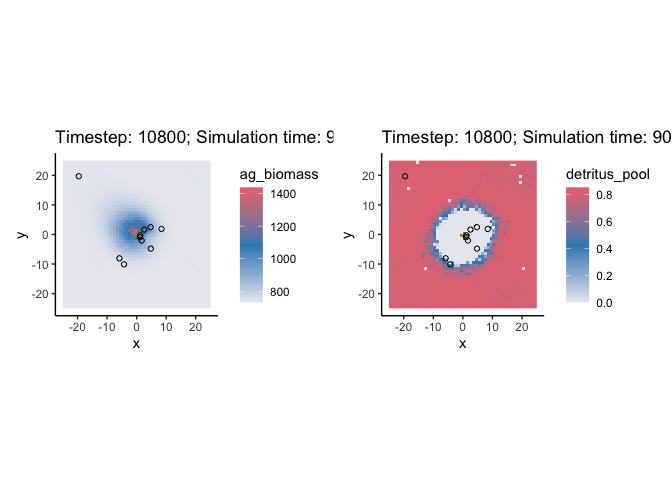 Timestep: 10800; Simulation time: 9
ag_biomass
1400
1200
1000
800
20
10
0
-10
-20
y
-20 -10 0 10 20
x
Timestep: 10800; Simulation time: 90
detritus_pool
0.8
0.6
0.4
0.2
0.0
20
10
0
-10
-20
y
-20 -10 0 10 20
x